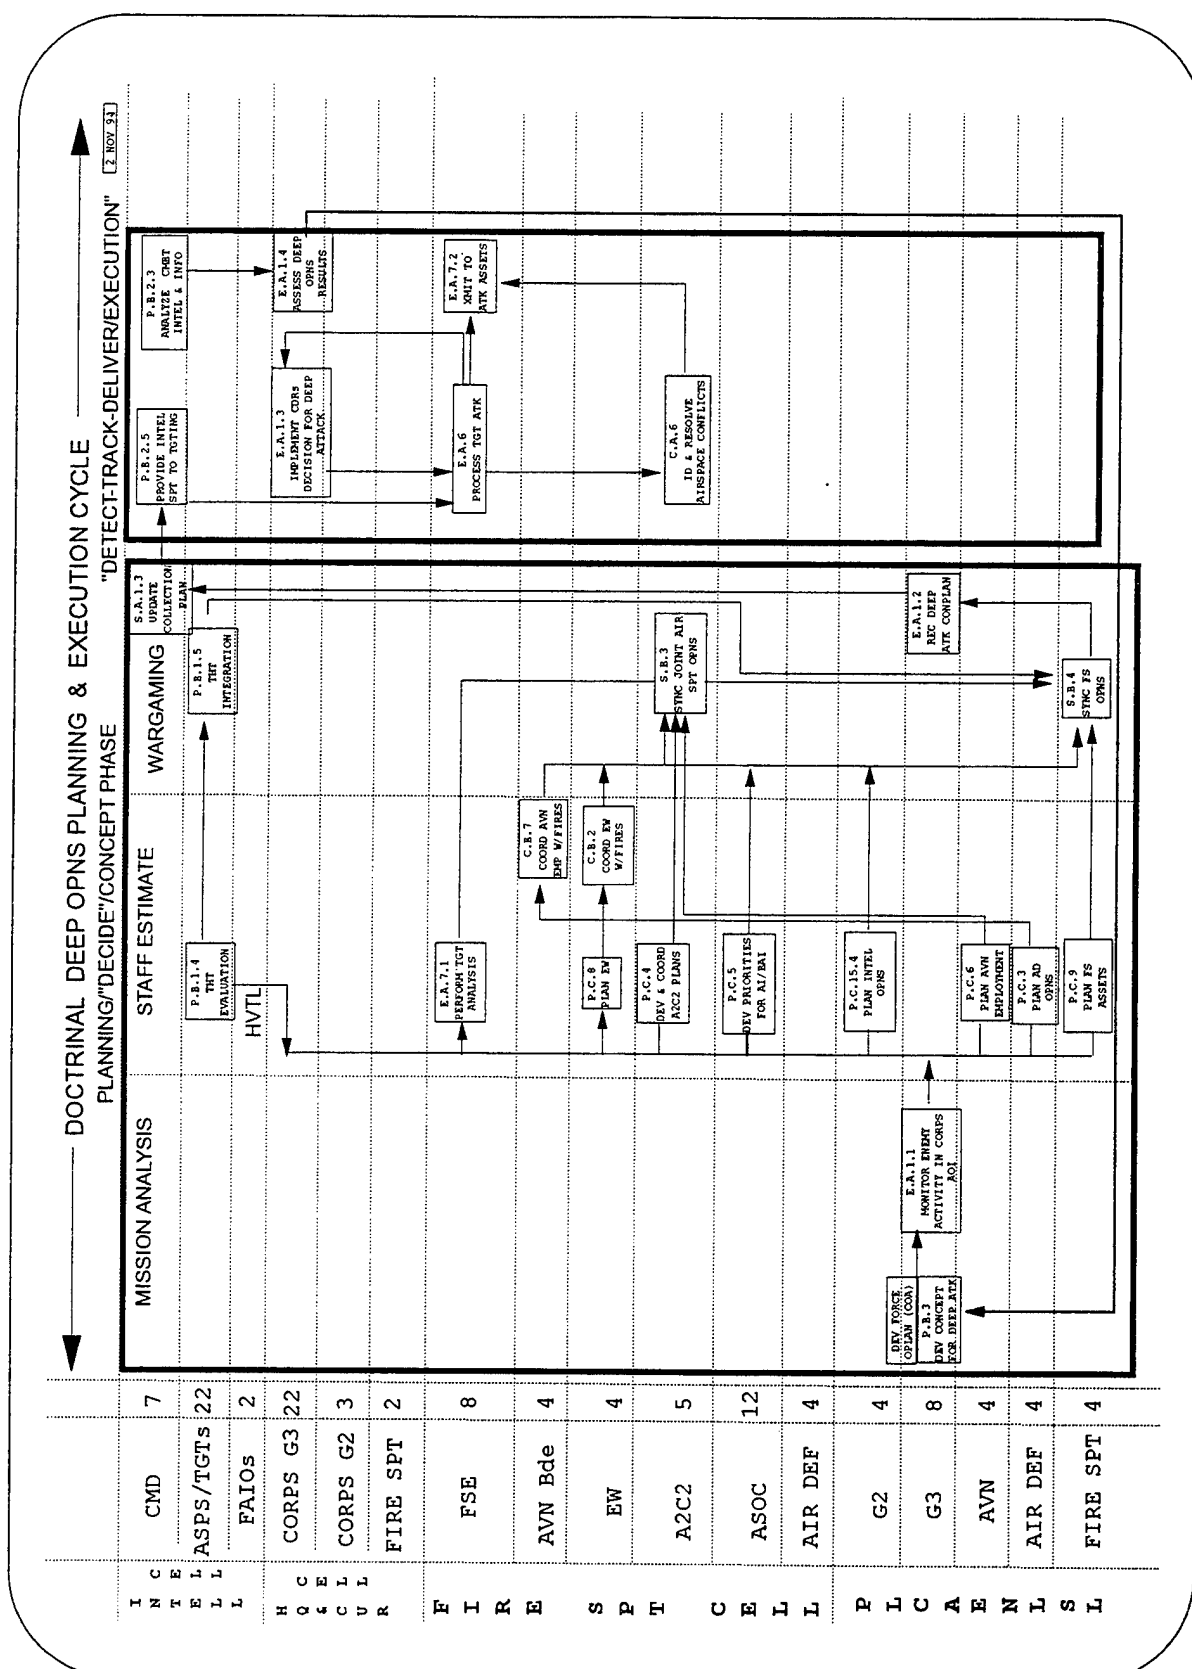 DOCTRINAL DEEP OPNS PLANNING & EXECUTION CYCLE
PLANNING/"DECIDE"/CONCEPT PHASE
"DETECT-TRACK-DELIVER/EXECUTION"
2 NOV 94
MISSION ANALYSIS
STAFF ESTIMATE
WARGAMING
INTEL
CELL
CMD 7
ASPS/TGTs 22
FAIOs 2
HQ & CUR
CELL
CORPS G3 22
CORPS G2 3
FIRE SPT 2
FIRE SPT CELL
FSE 8
AVN Bde 4
EW 4
A2C2 5
ASOC 12
AIR DEF 4
PLANS
CELL
G2 4
G3 8
AVN 4
AIR DEF 4
FIRE SPT 4
S.A.1.3
UPDATE
COLLECTION
PLAN
P.B.2.5
PROVIDE INTEL
SPT TO TGTING
P.B.2.3
ANALYZE CMBT
INTEL & INFO
P.B.1.4
THT
EVALUATION
HVTL
P.B.1.5
THT
INTEGRATION
E.A.1.3
IMPLEMENT CDRS
DECISION FOR DEEP
ATTACK
E.A.1.4
ASSESS DEEP
OPNS
RESULTS
E.A.7.1
PERFORM TGT
ANALYSIS
E.A.6
PROCESS TGT ATK
E.A.7.2
XMIT TO
ATK ASSETS
C.B.7
COORD AVN
EMP W/FIRES
P.C.8
PLAN EW
C.B.2
COORD EW
W/FIRES
P.C.4
DEV & COORD
A2C2 PLANS
S.B.3
SYNC JOINT AIR
SPT OPNS
C.A.6
ID & RESOLVE
AIRSPACE CONFLICTS
P.C.5
DEV PRIORITIES
FOR AI/BAI
P.C.15.4
PLAN INTEL
OPNS
DEV FORCE
OPLAN (COA)
P.B.3
DEV CONCEPT
FOR DEEP ATK
E.A.1.1
MONITOR ENEMY
ACTIVITY IN CORPS
AOI
E.A.1.2
REC DEEP
ATK CONPLAN
P.C.6
PLAN AVN
EMPLOYMENT
P.C.3
PLAN AD
OPNS
P.C.9
PLAN FS
ASSETS
S.B.4
SYNC FS
OPNS